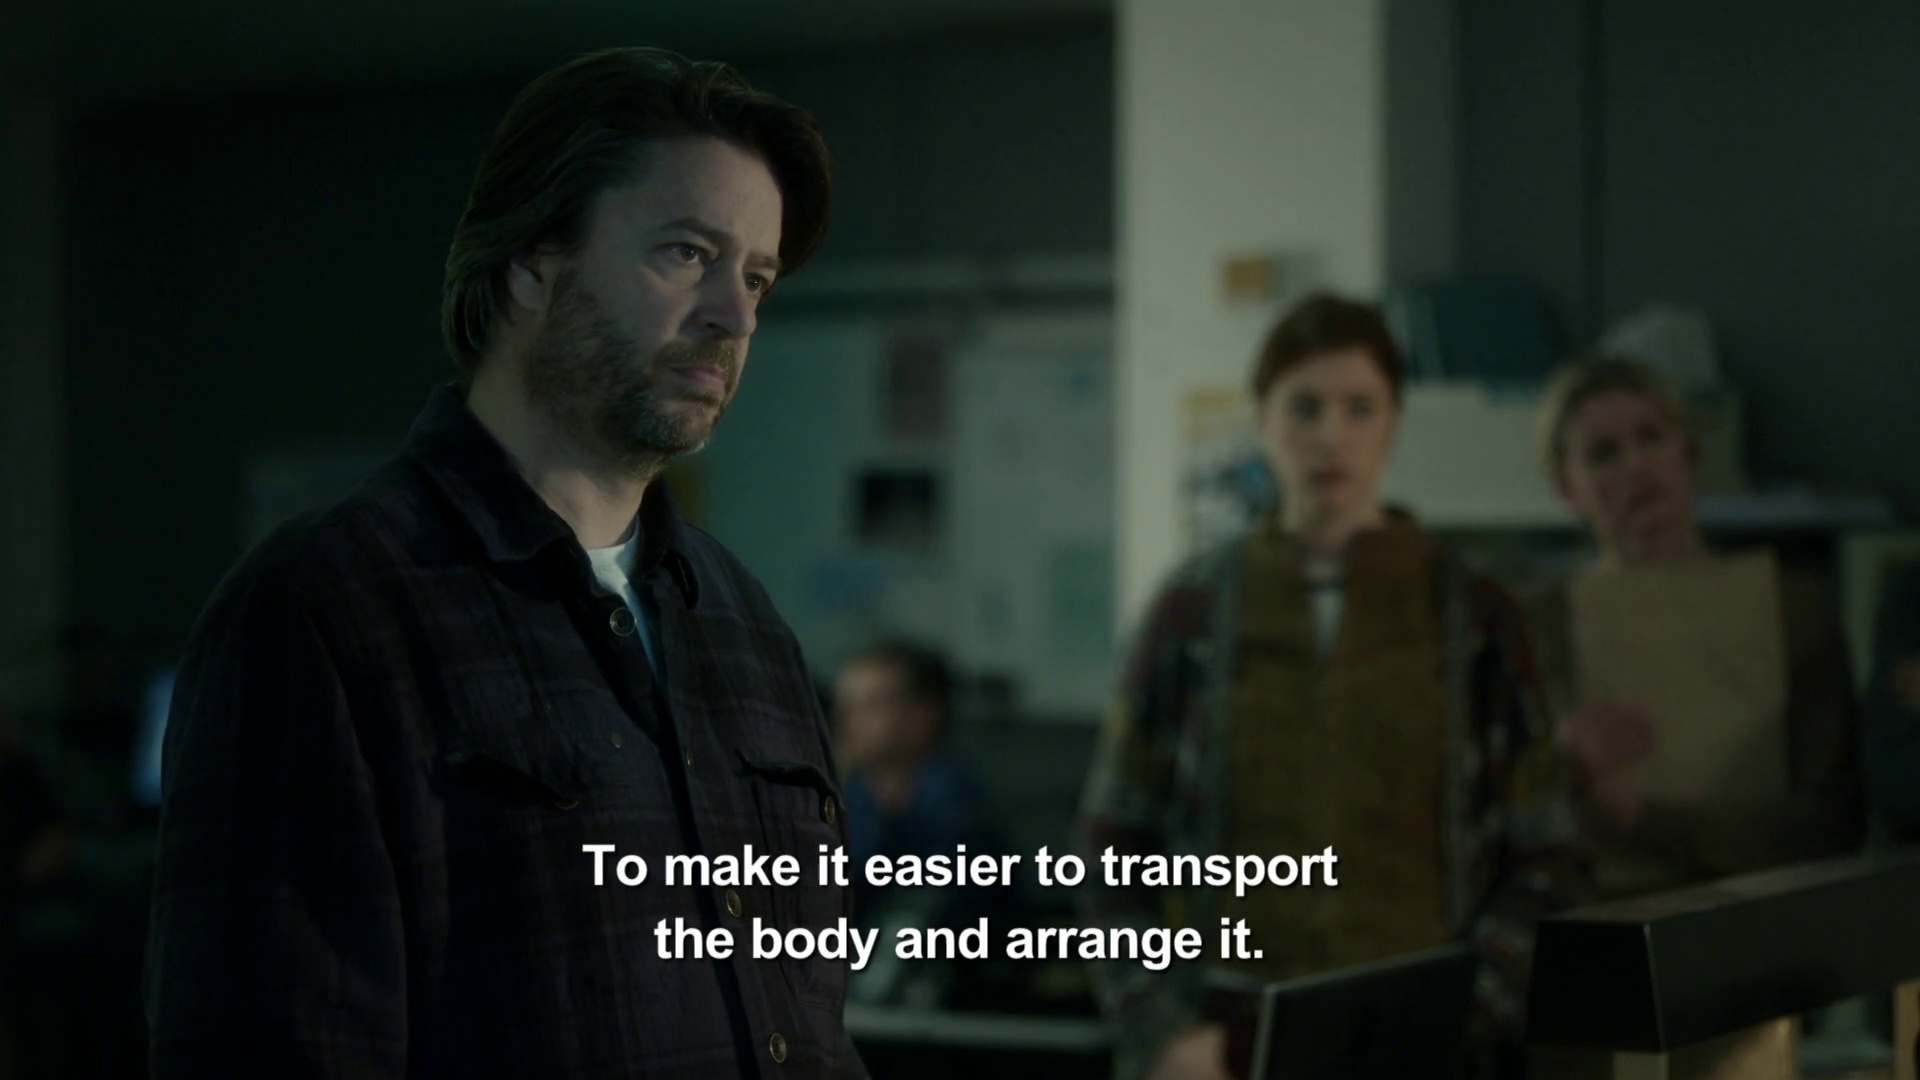 To make it easier to transport
the body and arrange it.